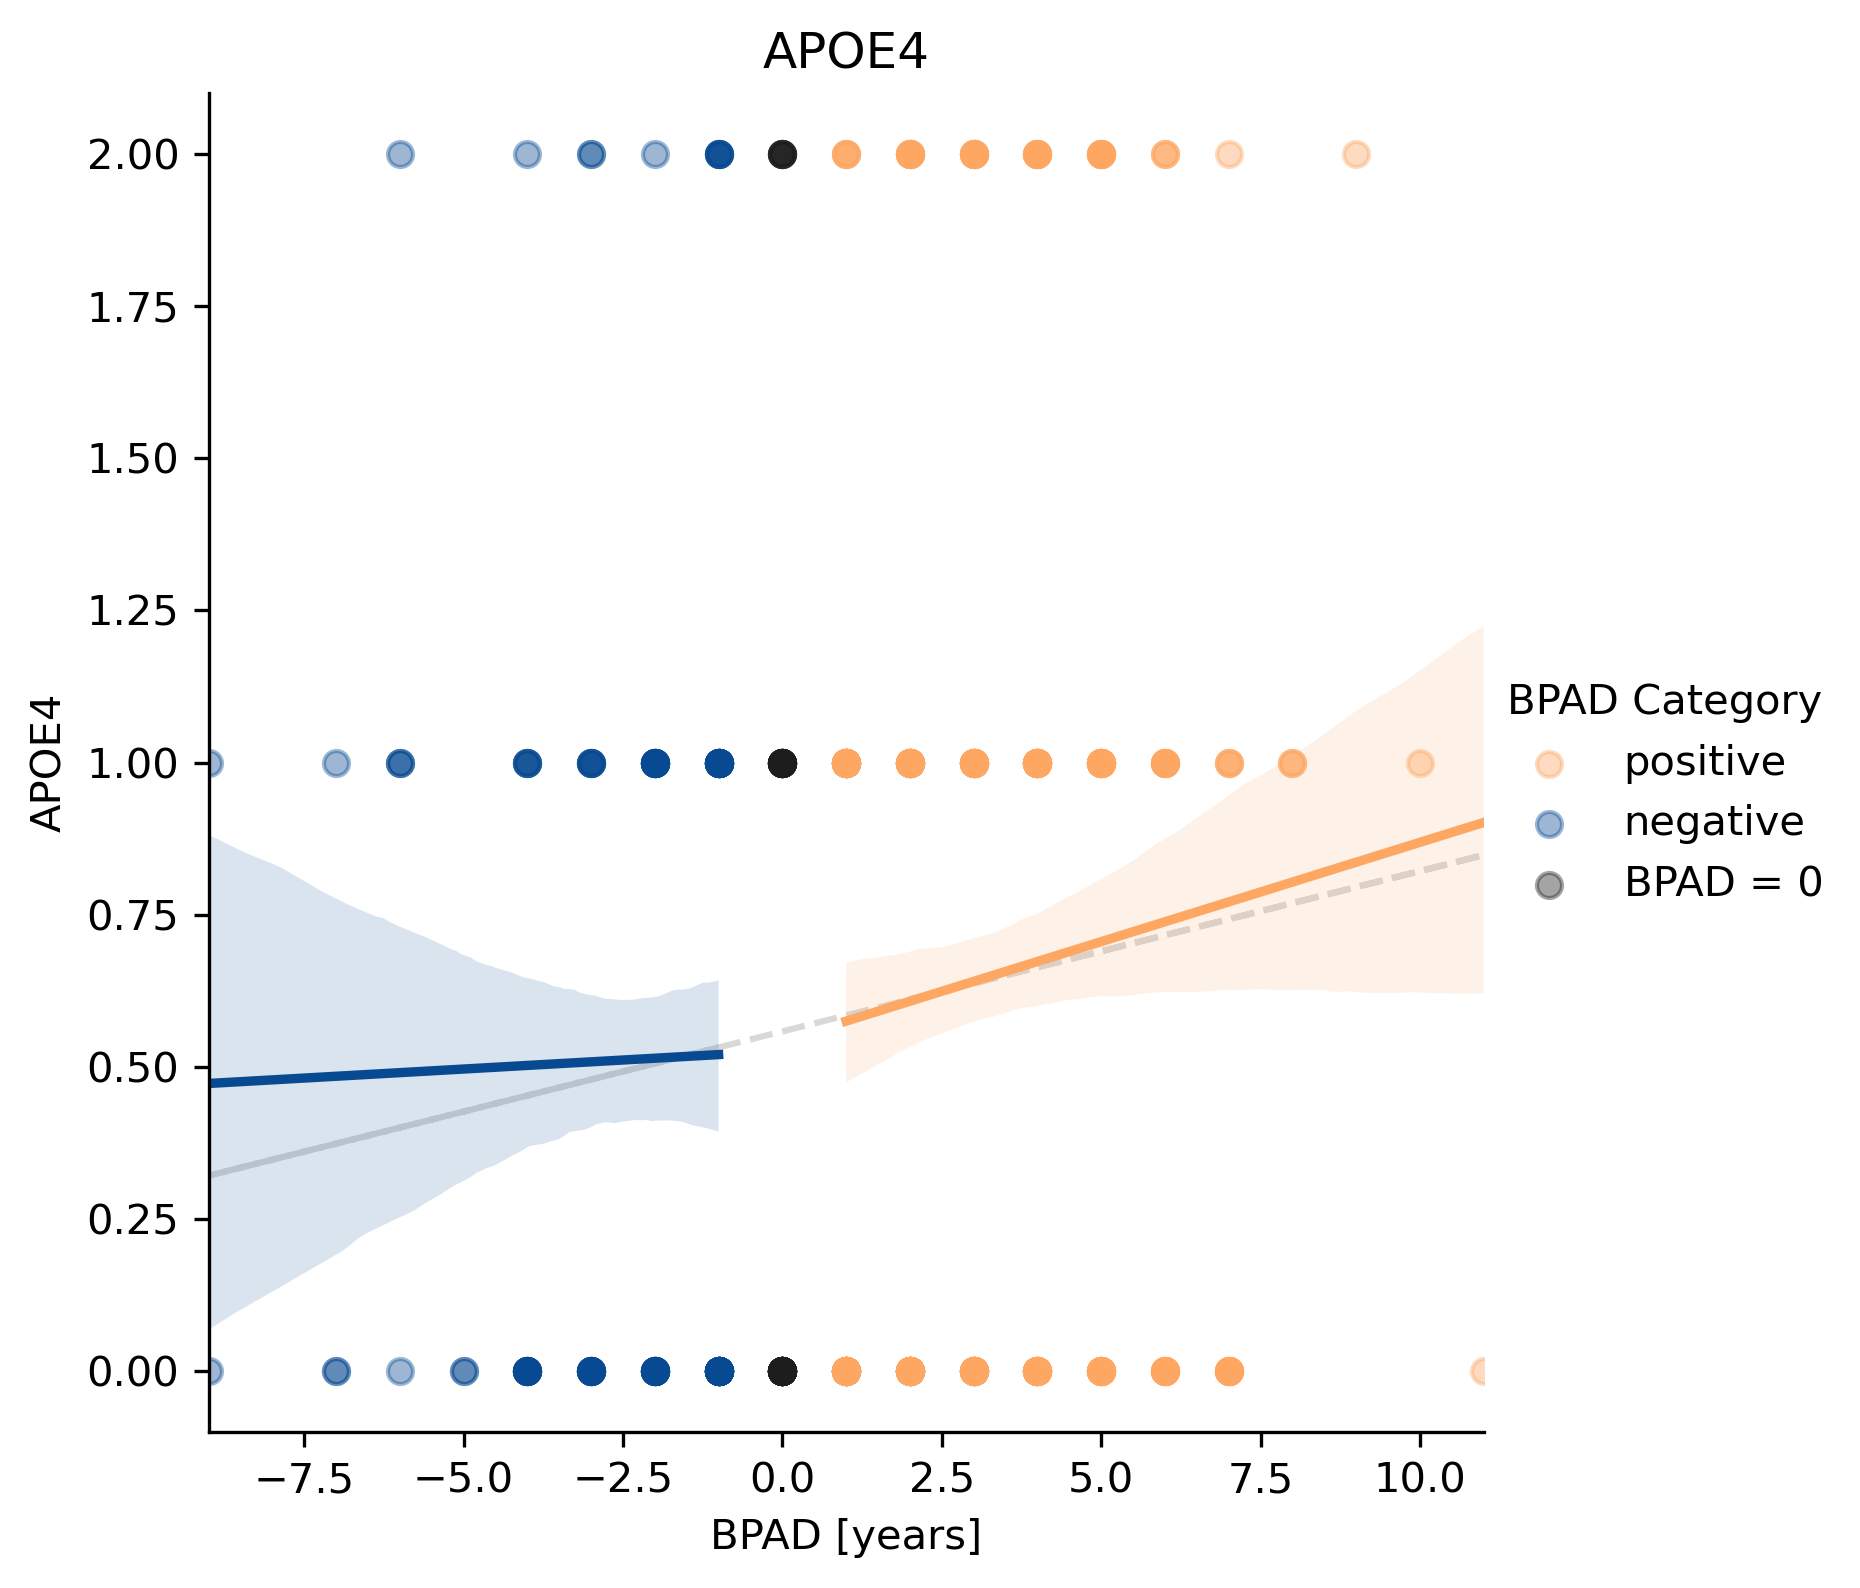 APOE4
2.00
1.75
1.50
1.25
1.00
0.75
0.50
0.25
0.00
APOE4
−7.5 −5.0 −2.5 0.0 2.5 5.0 7.5 10.0
BPAD [years]
BPAD Category
positive
negative
BPAD = 0